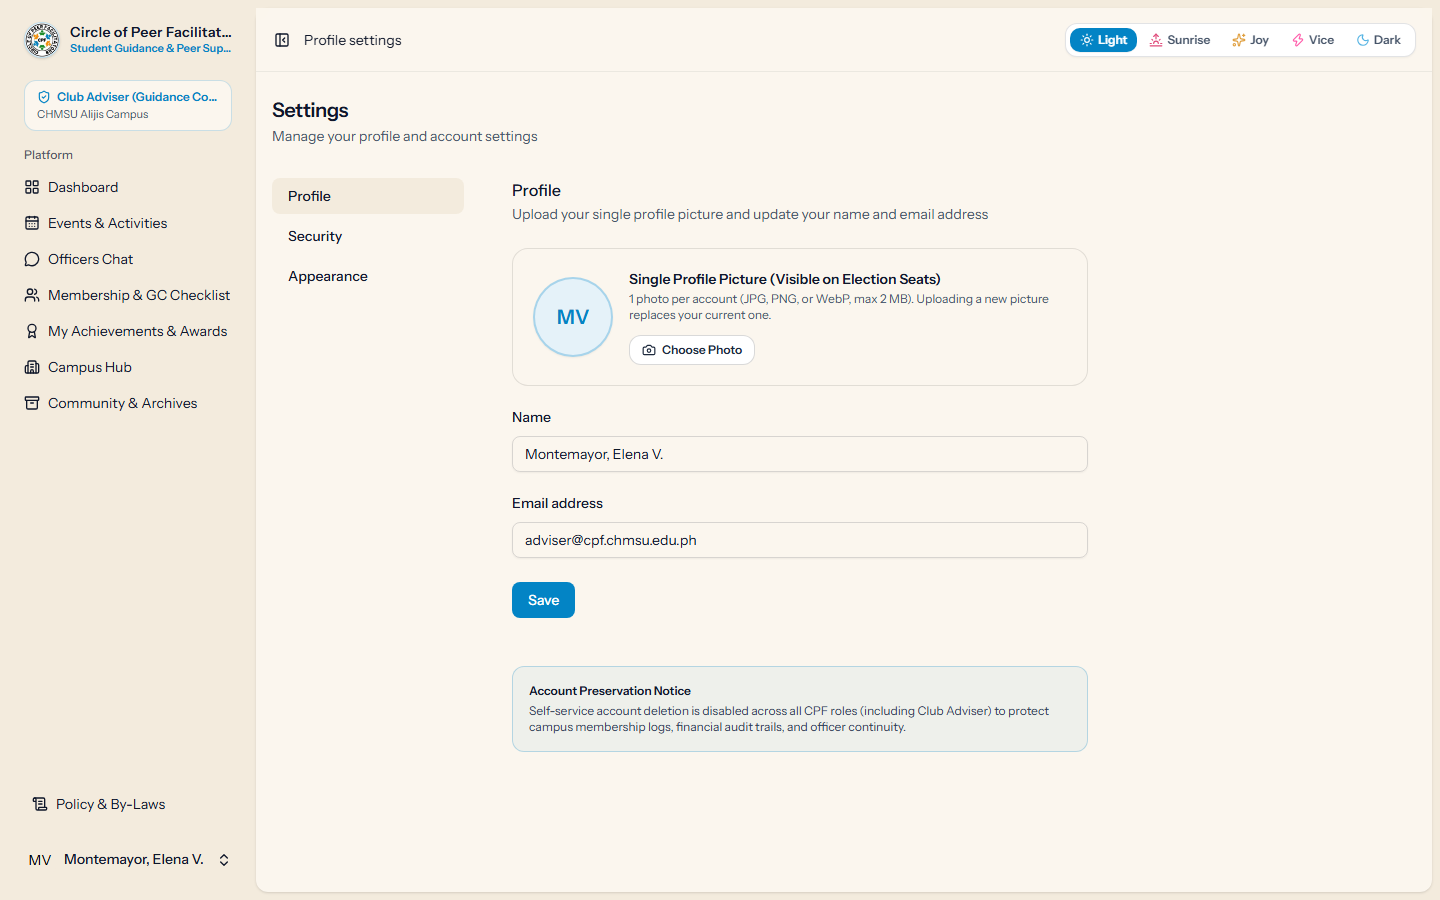 Circle of Peer Facilitat...
Student Guidance & Peer Sup...
Club Adviser (Guidance Co...
CHMSU Alijis Campus
Platform
Dashboard
Events & Activities
Officers Chat
Membership & GC Checklist
My Achievements & Awards
Campus Hub
Community & Archives
Policy & By-Laws
MV Montemayor, Elena V.
Profile settings
Light Sunrise Joy Vice Dark
Settings
Manage your profile and account settings
Profile
Security
Appearance
Profile
Upload your single profile picture and update your name and email address
MV
Single Profile Picture (Visible on Election Seats)
1 photo per account (JPG, PNG, or WebP, max 2 MB). Uploading a new picture
replaces your current one.
Choose Photo
Name
Montemayor, Elena V.
Email address
adviser@cpf.chmsu.edu.ph
Save
Account Preservation Notice
Self-service account deletion is disabled across all CPF roles (including Club Adviser) to protect
campus membership logs, financial audit trails, and officer continuity.